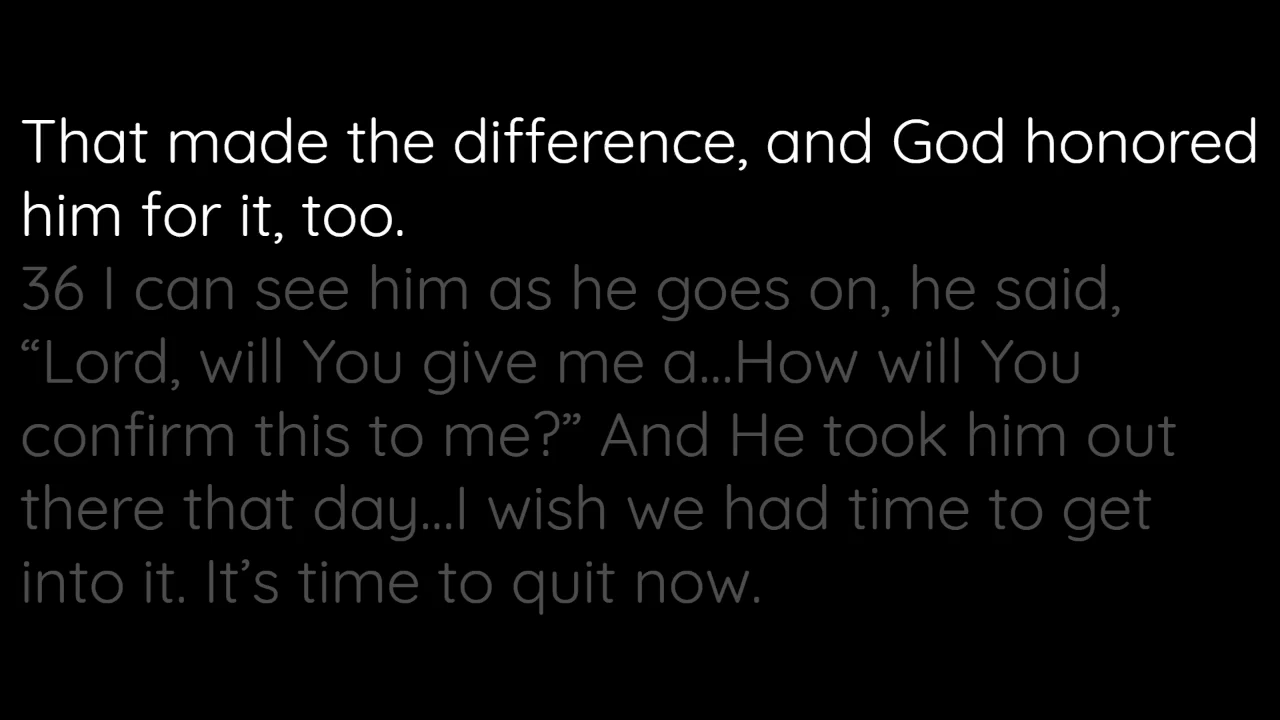 That made the difference, and God honored
him for it, too.
36 I can see him as he goes on, he said,
“Lord, will You give me a...How will You
confirm this to me?” And He took him out
there that day...I wish we had time to get
into it. It’s time to quit now.